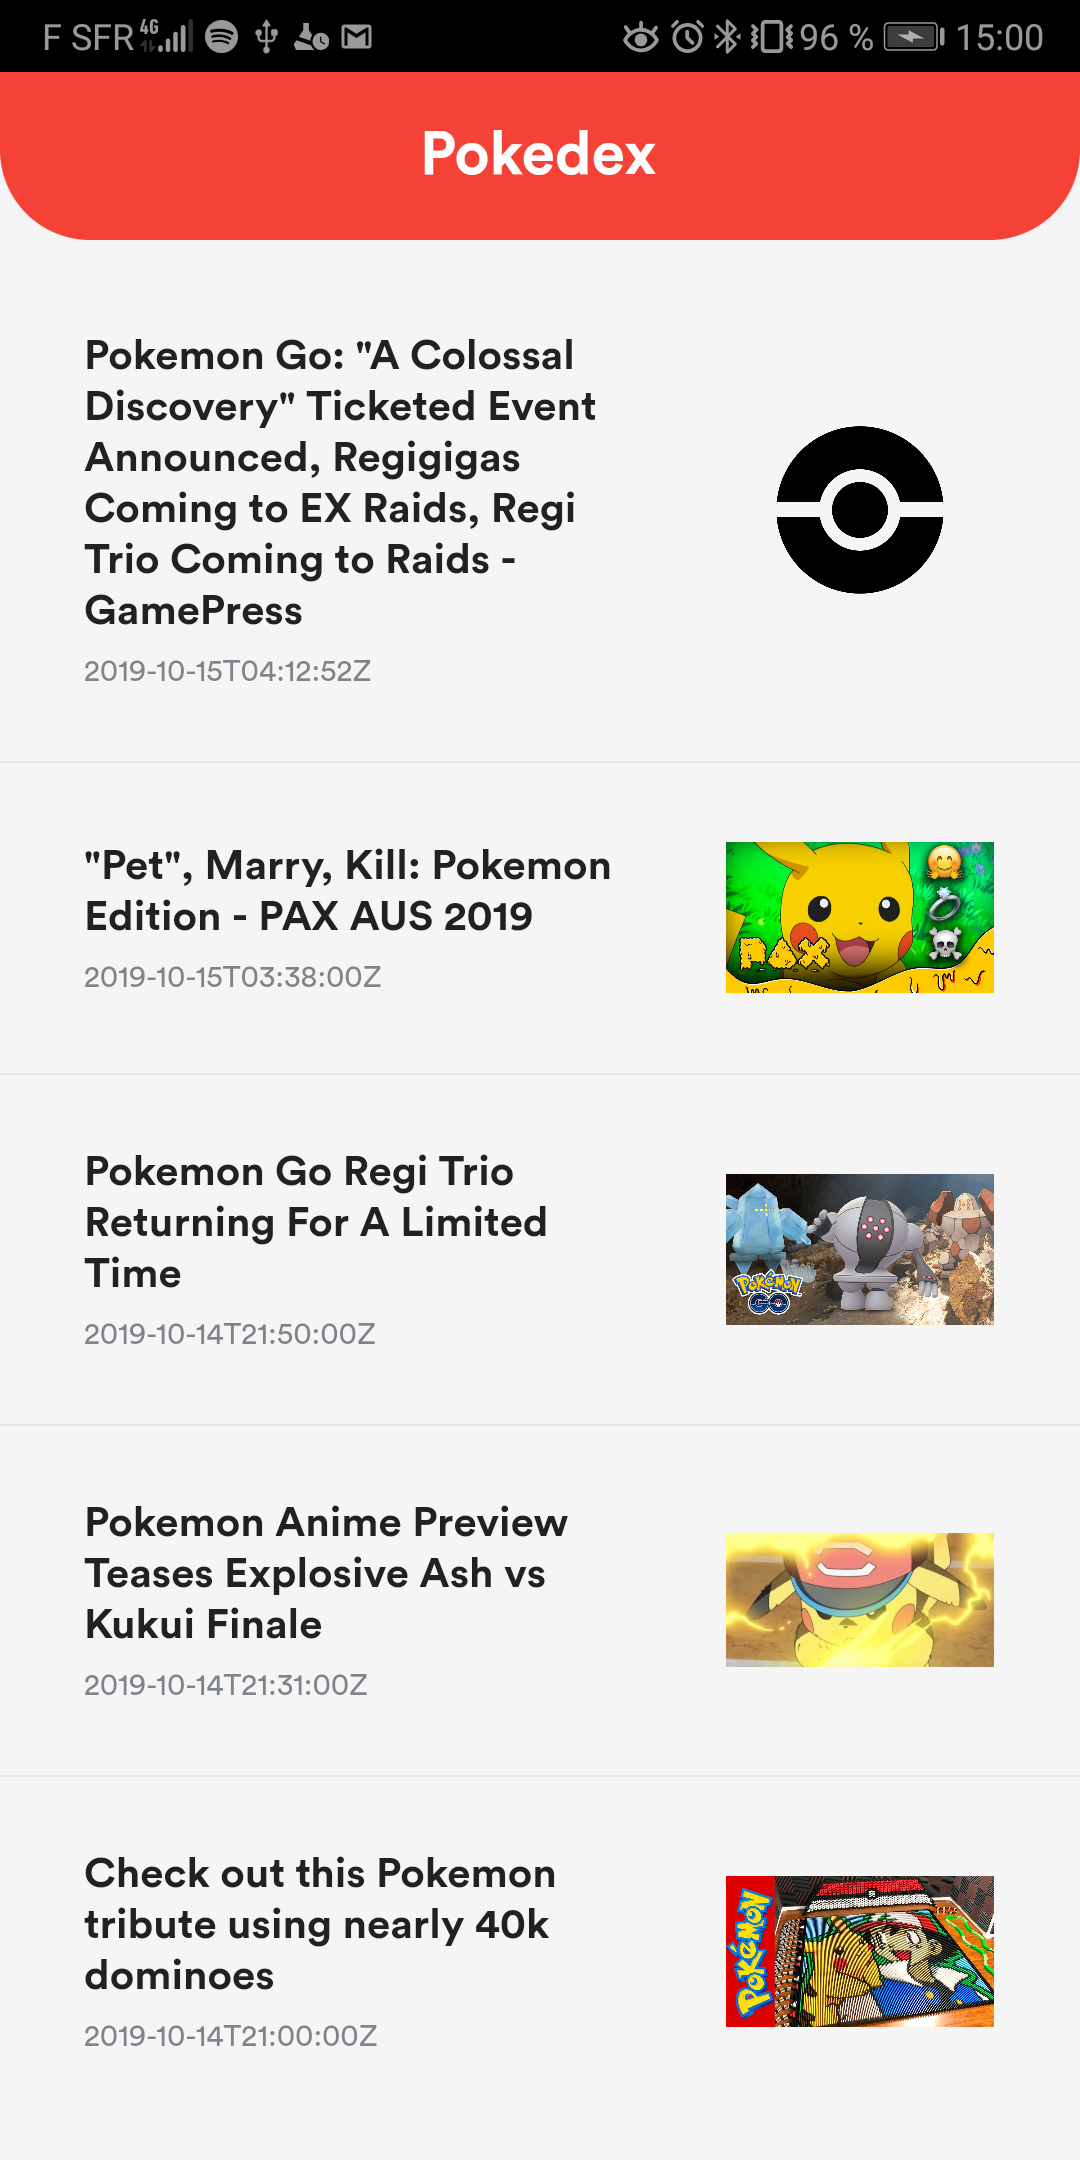 F SFR 4G 96 % 15:00
Pokedex
Pokemon Go: "A Colossal
Discovery" Ticketed Event
Announced, Regigigas
Coming to EX Raids, Regi
Trio Coming to Raids -
GamePress
2019-10-15T04:12:52Z
"Pet", Marry, Kill: Pokemon
Edition - PAX AUS 2019
2019-10-15T03:38:00Z
PAX
Pokemon Go Regi Trio
Returning For A Limited
Time
2019-10-14T21:50:00Z
POKÉMON
GO
Pokemon Anime Preview
Teases Explosive Ash vs
Kukui Finale
2019-10-14T21:31:00Z
Check out this Pokemon
tribute using nearly 40k
dominoes
2019-10-14T21:00:00Z
POKÉMON